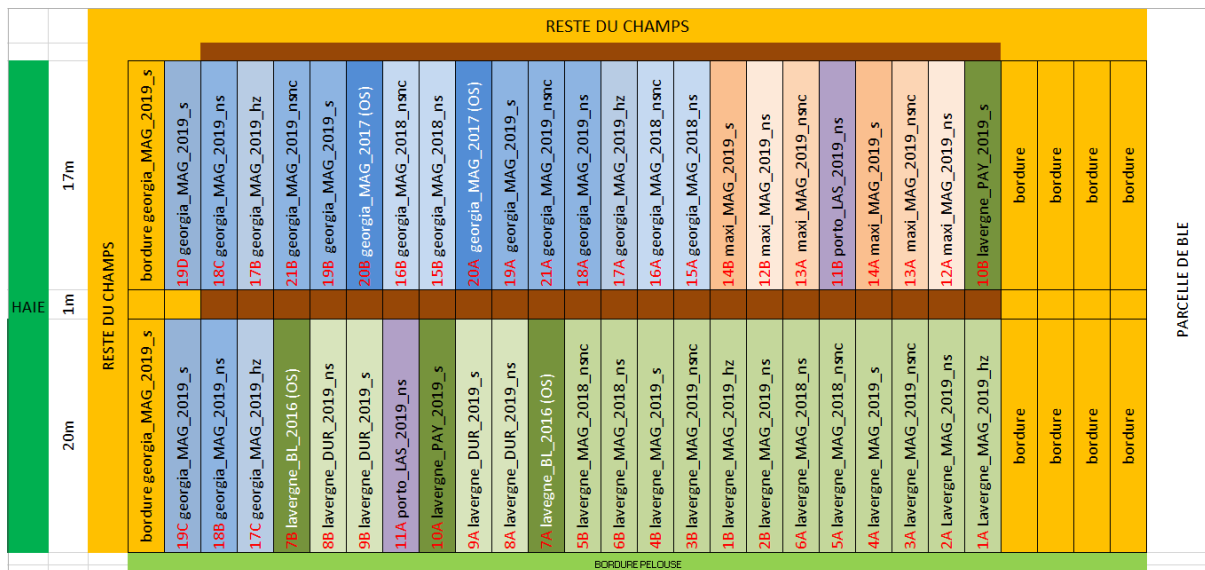 RESTE DU CHAMPS
HAIE
17m
1m
20m
RESTE DU CHAMPS
bordure georgia_MAG_2019_s
19D georgia_MAG_2019_s
18C georgia_MAG_2019_ns
17B georgia_MAG_2019_hz
21B georgia_MAG_2019_nsnc
19B georgia_MAG_2019_s
20B georgia_MAG_2017 (OS)
16B georgia_MAG_2018_nsnc
15B georgia_MAG_2018_ns
20A georgia_MAG_2017 (OS)
19A georgia_MAG_2019_s
21A georgia_MAG_2019_nsnc
18A georgia_MAG_2019_ns
17A georgia_MAG_2019_hz
16A georgia_MAG_2018_nsnc
15A georgia_MAG_2018_ns
14B maxi_MAG_2019_s
12B maxi_MAG_2019_ns
13A maxi_MAG_2019_nsnc
11B porto_LAS_2019_ns
14A maxi_MAG_2019_s
13A maxi_MAG_2019_nsnc
12A maxi_MAG_2019_ns
10B lavergne_PAY_2019_s
bordure
bordure
bordure
bordure
PARCELLE DE BLE
bordure georgia_MAG_2019_s
19C georgia_MAG_2019_s
18B georgia_MAG_2019_ns
17C georgia_MAG_2019_hz
7B lavergne_BL_2016 (OS)
8B lavergne_DUR_2019_ns
9B lavergne_DUR_2019_s
11A porto_LAS_2019_ns
10A lavergne_PAY_2019_s
9A lavergne_DUR_2019_s
8A lavergne_DUR_2019_ns
7A lavegne_BL_2016 (OS)
5B lavergne_MAG_2018_nsnc
6B lavergne_MAG_2018_ns
4B lavergne_MAG_2019_s
3B lavergne_MAG_2019_nsnc
1B lavergne_MAG_2019_hz
2B lavergne_MAG_2019_ns
6A lavergne_MAG_2018_ns
5A lavergne_MAG_2018_nsnc
4A lavergne_MAG_2019_s
3A lavergne_MAG_2019_nsnc
2A lavergne_MAG_2019_ns
1A Lavergne_MAG_2019_hz
bordure
bordure
bordure
bordure
BORDURE PELOUSE